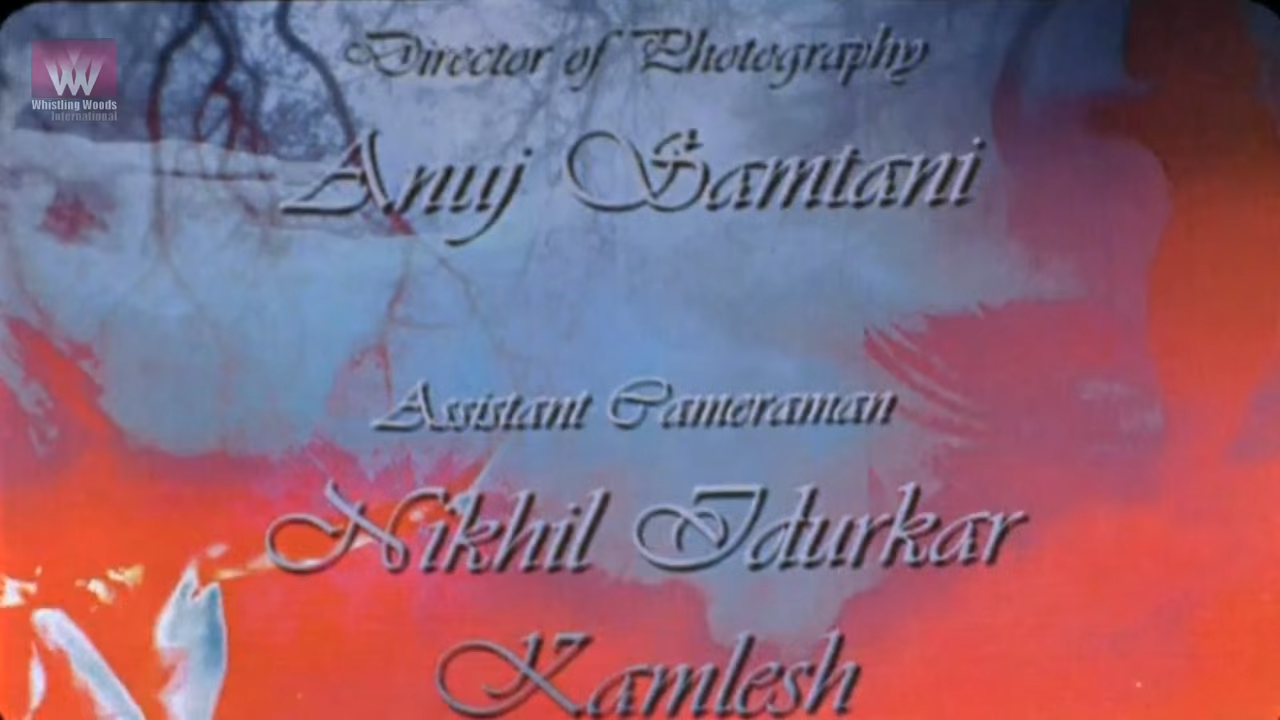 Whistling Woods
International
Director of Photography
Anuj Samtani
Assistant Cameraman
Nikhil Idurkar
Kamlesh